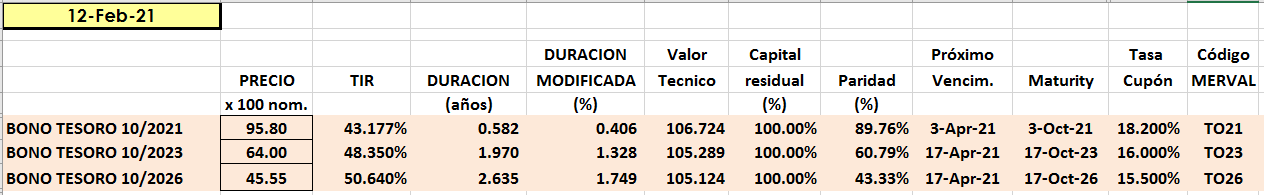 12-Feb-21
DURACION Valor Capital Próximo Tasa Código
PRECIO TIR DURACION MODIFICADA Tecnico residual Paridad Vencim. Maturity Cupón MERVAL
x 100 nom. (años) (%) (%) (%)
BONO TESORO 10/2021 95.80 43.177% 0.582 0.406 106.724 100.00% 89.76% 3-Apr-21 3-Oct-21 18.200% TO21
BONO TESORO 10/2023 64.00 48.350% 1.970 1.328 105.289 100.00% 60.79% 17-Apr-21 17-Oct-23 16.000% TO23
BONO TESORO 10/2026 45.55 50.640% 2.635 1.749 105.124 100.00% 43.33% 17-Apr-21 17-Oct-26 15.500% TO26